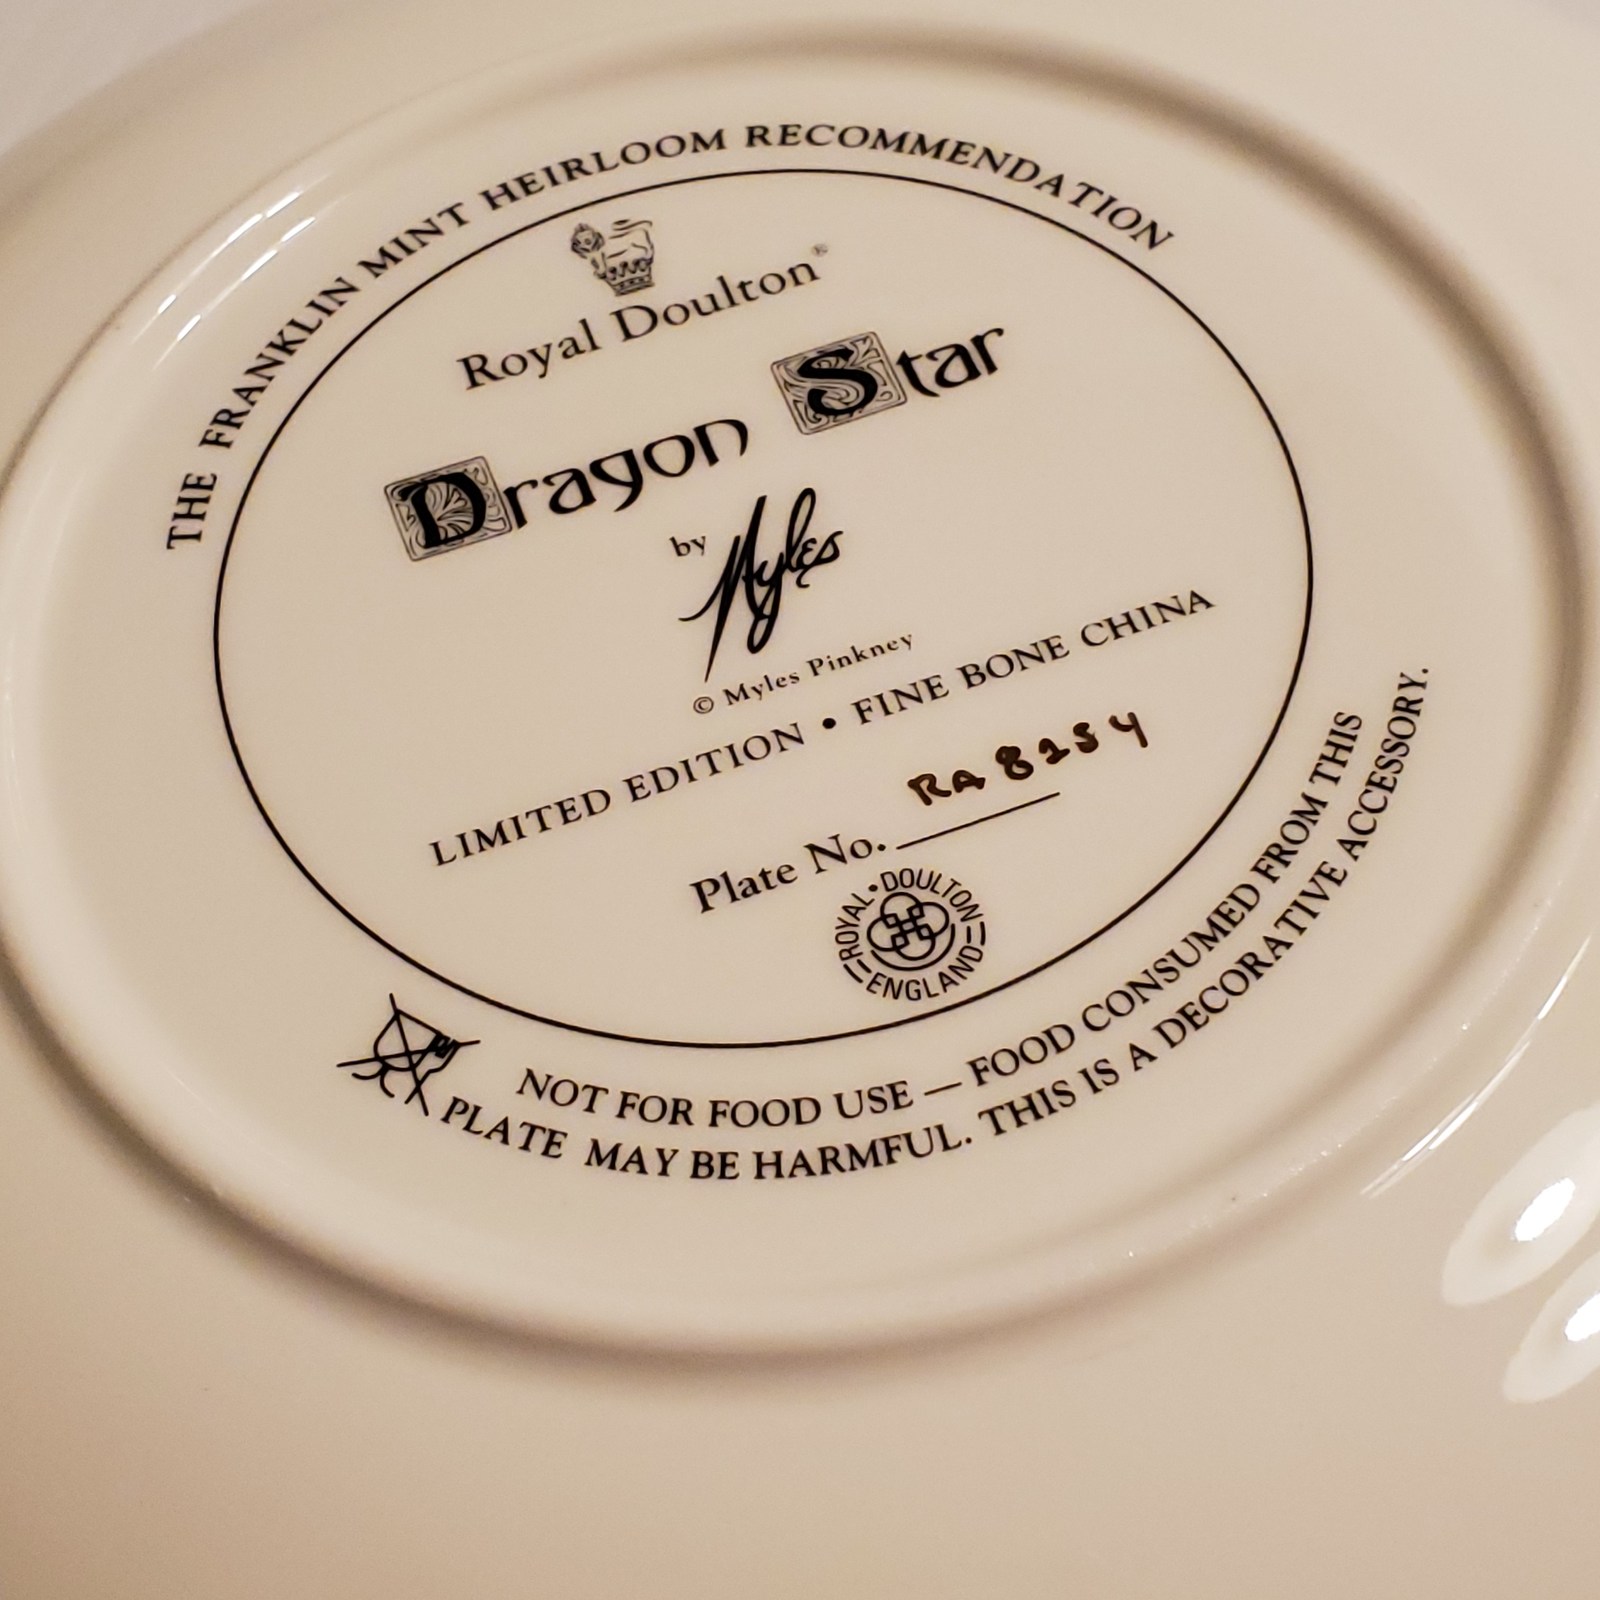 THE FRANKLIN MINT HEIRLOOM RECOMMENDATION
Royal Doulton®
Dragon Star
by Myles
© Myles Pinkney
LIMITED EDITION • FINE BONE CHINA
RA 8254
Plate No.
ROYAL • DOULTON
ENGLAND
NOT FOR FOOD USE — FOOD CONSUMED FROM THIS
PLATE MAY BE HARMFUL. THIS IS A DECORATIVE ACCESSORY.